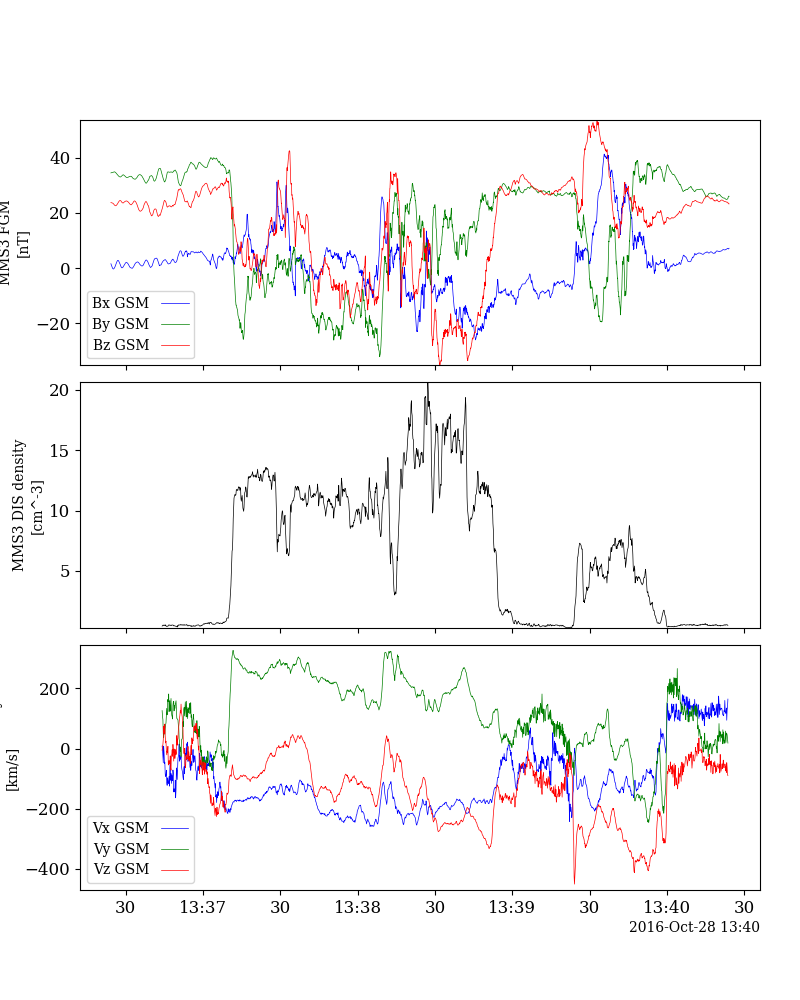 MMS3 FGM
[nT]
40
20
0
−20
Bx GSM
By GSM
Bz GSM
MMS3 DIS density
[cm^-3]
20
15
10
5
[km/s]
200
0
−200
−400
Vx GSM
Vy GSM
Vz GSM
30 13:37 30 13:38 30 13:39 30 13:40 30
2016-Oct-28 13:40